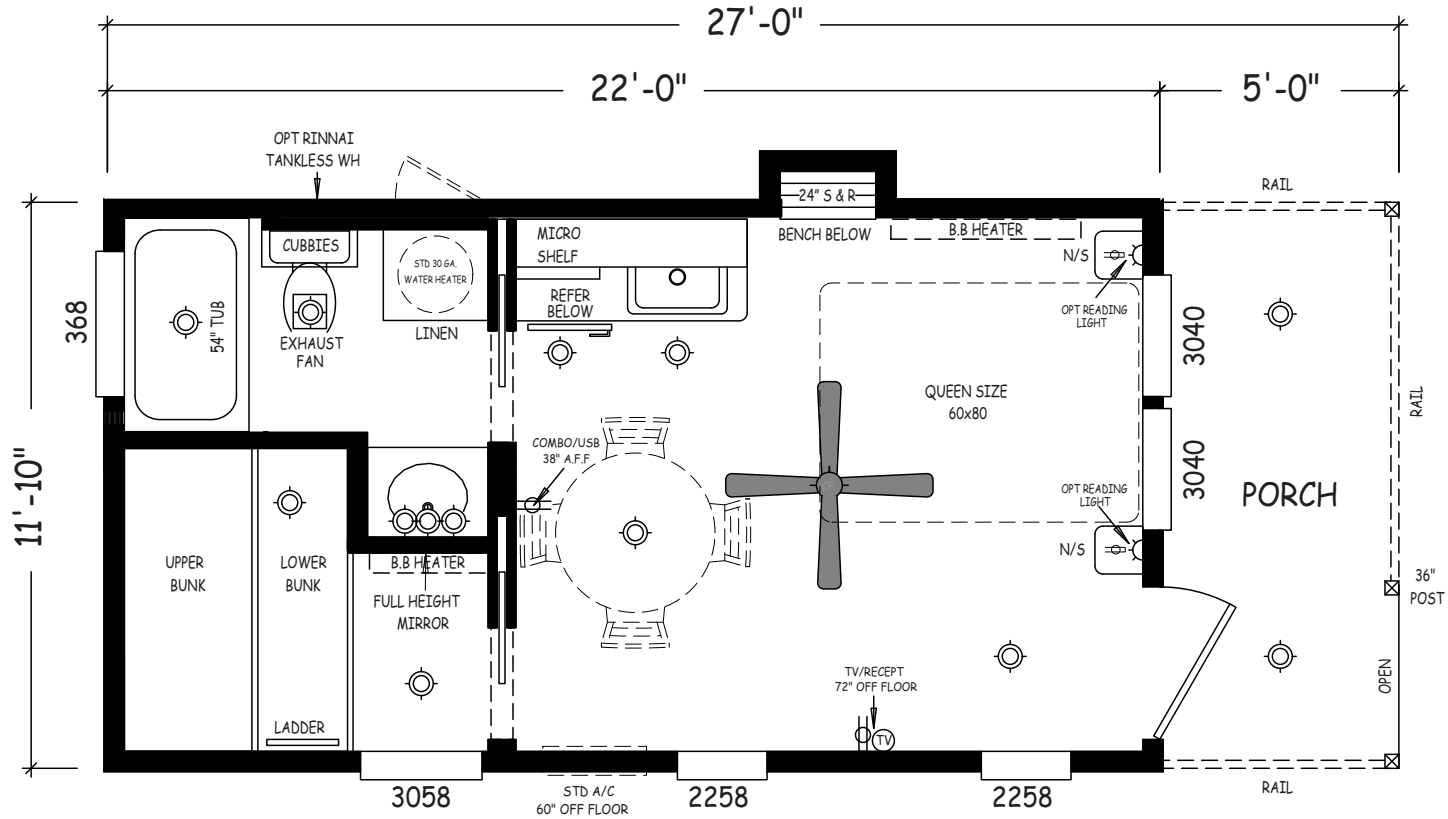 27'-0"
22'-0"
5'-0"
OPT RINNAI
TANKLESS WH
RAIL
24" S & R
BENCH BELOW
B.B HEATER
MICRO
SHELF
CUBBIES
STD 30 GA.
WATER HEATER
N/S
REFER
BELOW
OPT READING
LIGHT
368
54" TUB
LINEN
EXHAUST
FAN
3040
QUEEN SIZE
60x80
RAIL
COMBO/USB
38" A.F.F
11'-10"
3040
OPT READING
LIGHT
PORCH
N/S
UPPER
BUNK
LOWER
BUNK
B.B HEATER
FULL HEIGHT
MIRROR
36"
POST
TV/RECEPT
72" OFF FLOOR
OPEN
LADDER
TV
RAIL
3058
STD A/C
60" OFF FLOOR
2258
2258